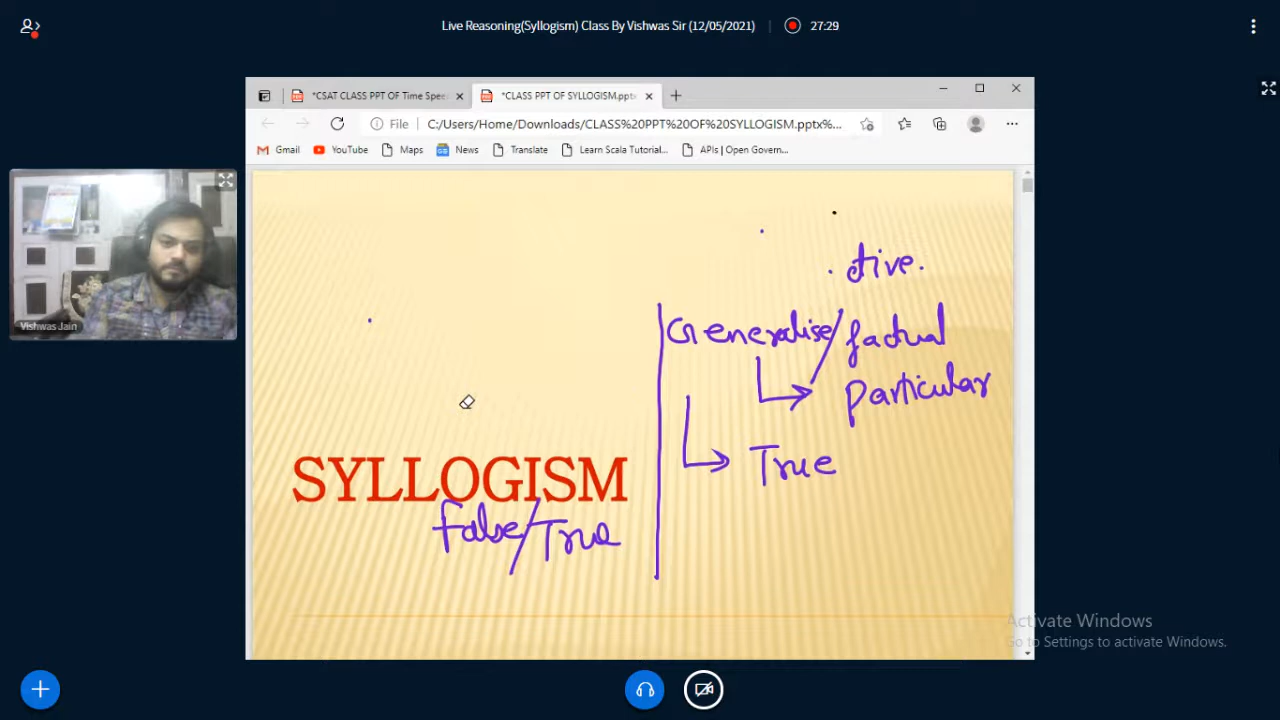 Live Reasoning(Syllogism) Class By Vishwas Sir (12/05/2021)
27:29
*CSAT CLASS PPT OF Time Spee
*CLASS PPT OF SYLLOGISM.ppt
File
C:/Users/Home/Downloads/CLASS%20PPT%20OF%20SYLLOGISM.pptx%...
Gmail
YouTube
Maps
News
Translate
Learn Scala Tutorial...
APIs | Open Govern...
Vishwas Jain
ctive.
Generalise/factual
particular
True
SYLLOGISM
False/True
Activate Windows
Go to Settings to activate Windows.